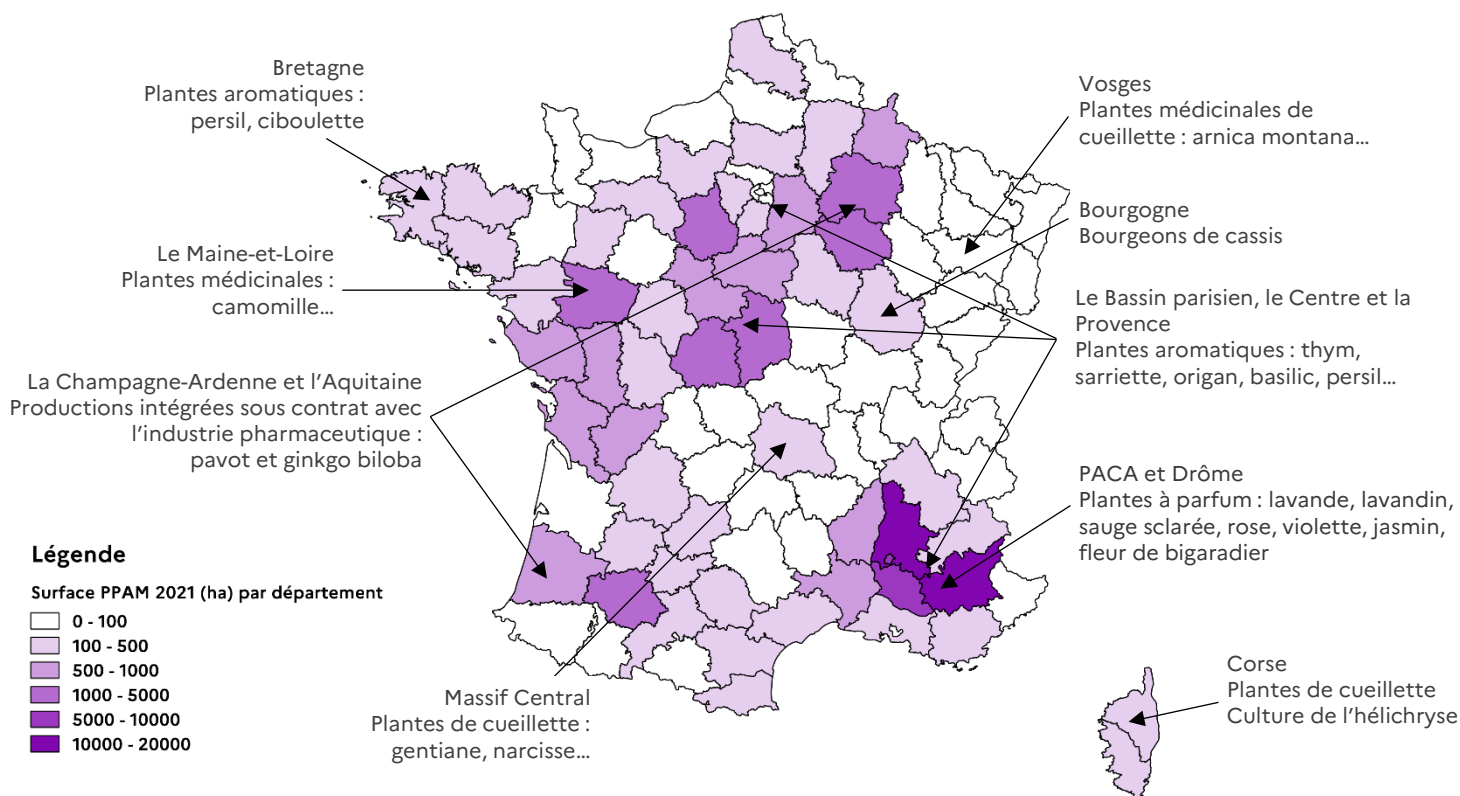 Bretagne
Plantes aromatiques :
persil, ciboulette
Le Maine-et-Loire
Plantes médicinales :
camomille…
La Champagne-Ardenne et l’Aquitaine
Productions intégrées sous contrat avec
l’industrie pharmaceutique :
pavot et ginkgo biloba
Légende
Surface PPAM 2021 (ha) par département
0 - 100
100 - 500
500 - 1000
1000 - 5000
5000 - 10000
10000 - 20000
Massif Central
Plantes de cueillette :
gentiane, narcisse…
Vosges
Plantes médicinales de
cueillette : arnica montana…
Bourgogne
Bourgeons de cassis
Le Bassin parisien, le Centre et la
Provence
Plantes aromatiques : thym,
sarriette, origan, basilic, persil…
PACA et Drôme
Plantes à parfum : lavande, lavandin,
sauge sclarée, rose, violette, jasmin,
fleur de bigaradier
Corse
Plantes de cueillette
Culture de l’hélichryse